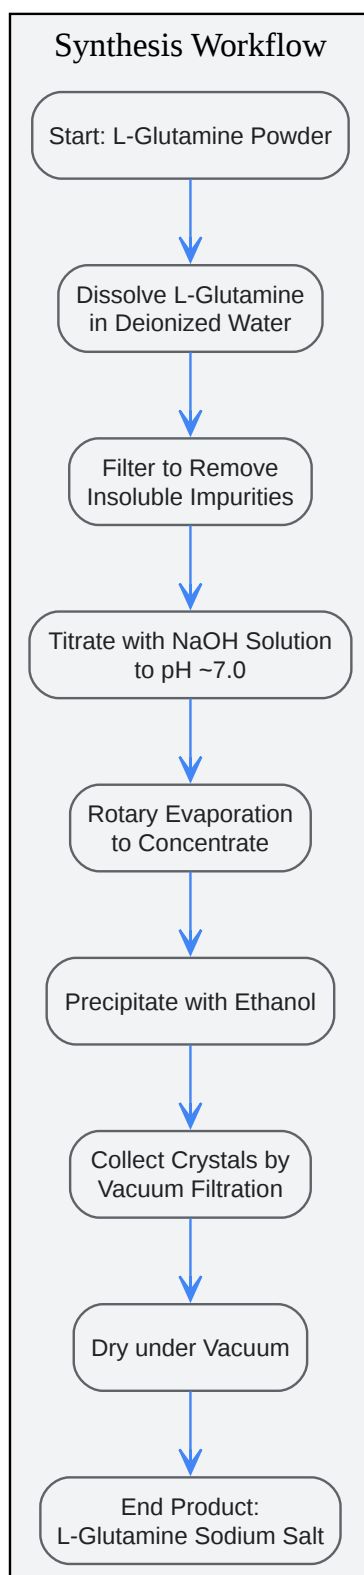 Synthesis Workflow
Start: L-Glutamine Powder
Dissolve L-Glutamine
in Deionized Water
Filter to Remove
Insoluble Impurities
Titrate with NaOH Solution
to pH ~7.0
Rotary Evaporation
to Concentrate
Precipitate with Ethanol
Collect Crystals by
Vacuum Filtration
Dry under Vacuum
End Product:
L-Glutamine Sodium Salt